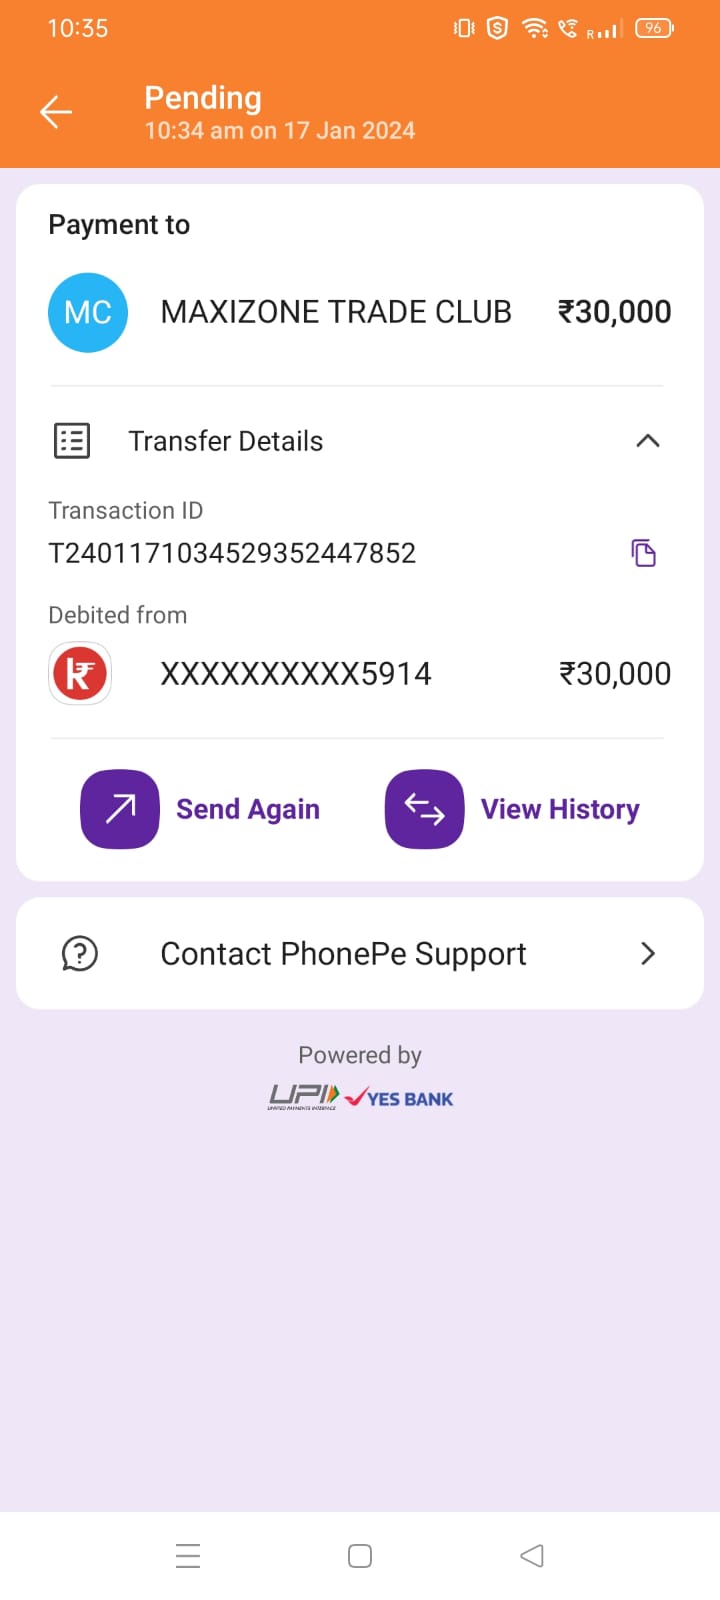 10:35
R
96
Pending
10:34 am on 17 Jan 2024
Payment to
MC MAXIZONE TRADE CLUB ₹30,000
Transfer Details
Transaction ID
T2401171034529352447852
Debited from
XXXXXXXXXX5914 ₹30,000
Send Again View History
Contact PhonePe Support
Powered by
UPI YES BANK
UNIFIED PAYMENTS INTERFACE